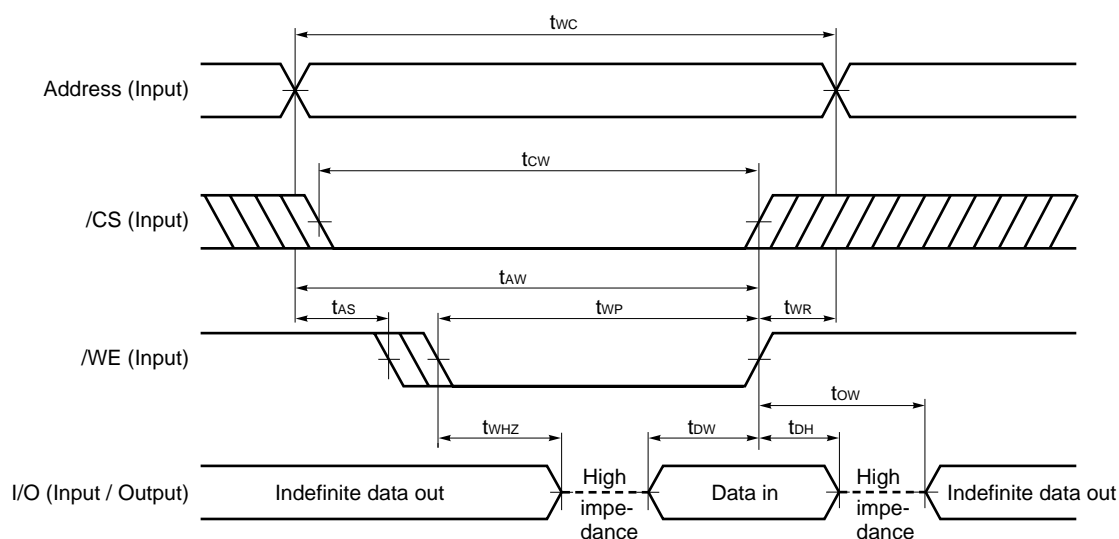 tWC
Address (Input)
tCW
/CS (Input)
tAW
tAS
tWP
tWR
/WE (Input)
tOW
tWHZ
tDW
tDH
I/O (Input / Output)
Indefinite data out
High
impe-
dance
Data in
High
impe-
dance
Indefinite data out